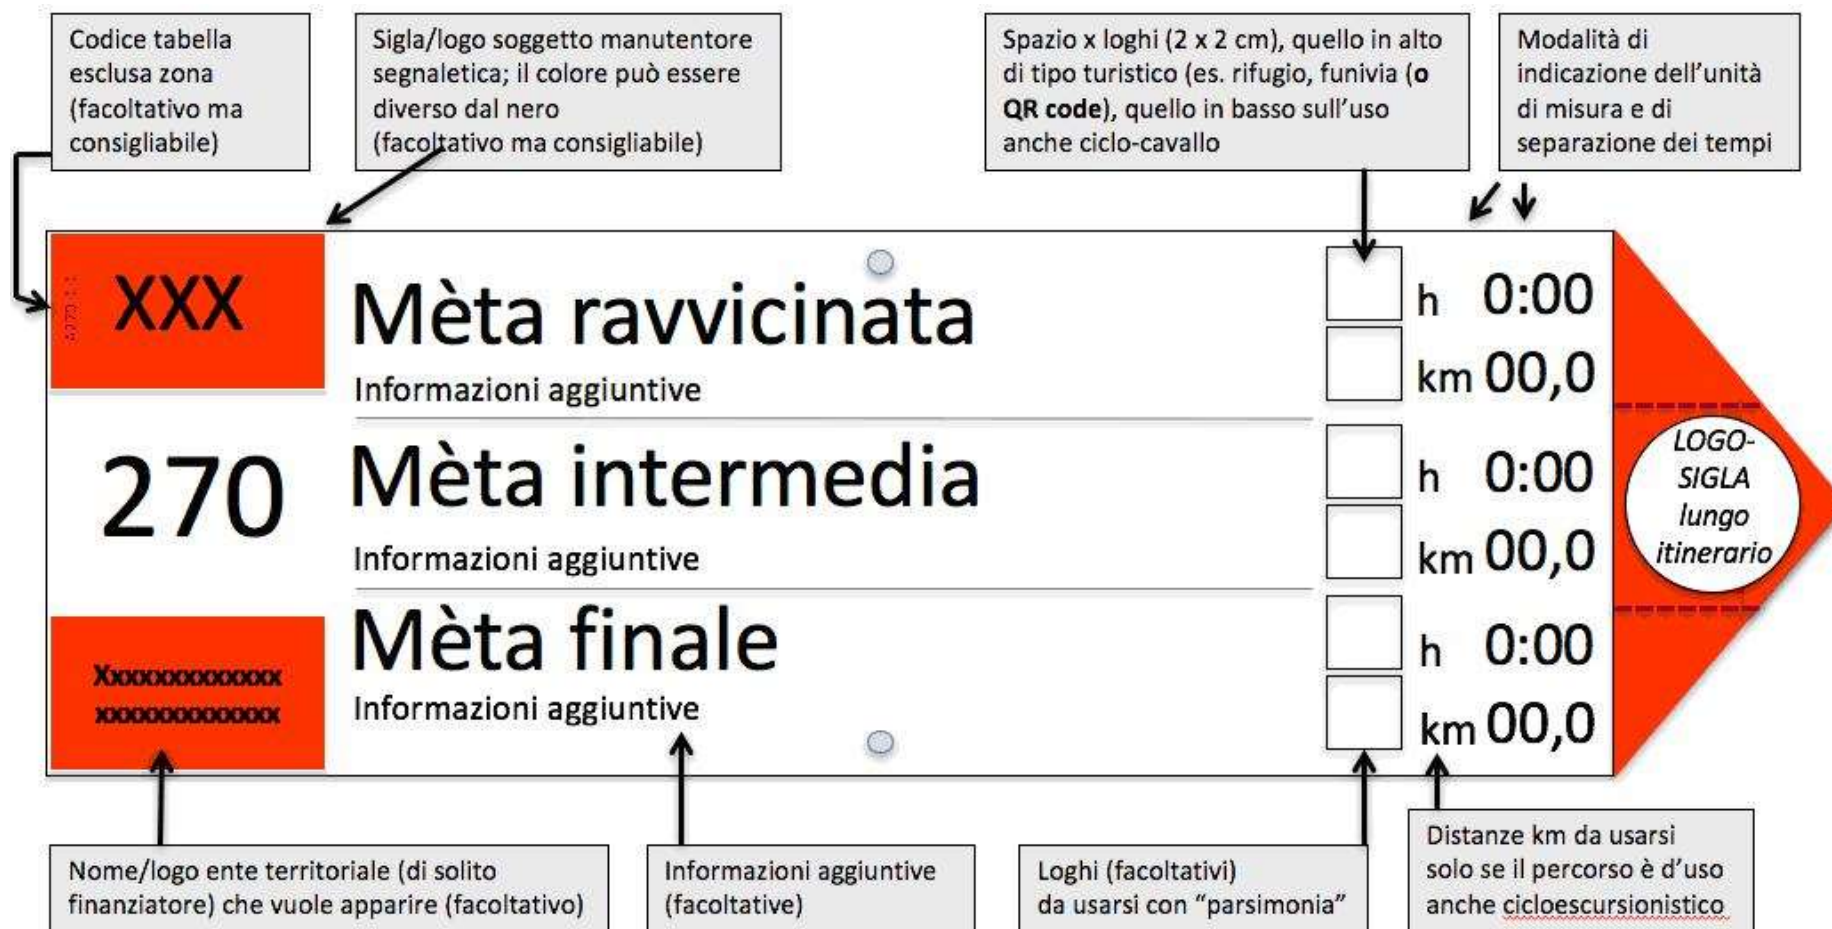 Codice tabella
esclusa zona
(facoltativo ma
consigliabile)
Sigla/logo soggetto manutentore
segnaletica; il colore può essere
diverso dal nero
(facoltativo ma consigliabile)
Spazio x loghi (2 x 2 cm), quello in alto
di tipo turistico (es. rifugio, funivia (o
QR code), quello in basso sull'uso
anche ciclo-cavallo
Modalità di
indicazione dell'unità
di misura e di
separazione dei tempi
XXX
Mèta ravvicinata
Informazioni aggiuntive
h 0:00
km 00,0
270
Mèta intermedia
Informazioni aggiuntive
h 0:00
km 00,0
LOGO-
SIGLA
lungo
itinerario
Xxxxxxxxxxxxx
xxxxxxxxxxxxxx
Mèta finale
Informazioni aggiuntive
h 0:00
km 00,0
Nome/logo ente territoriale (di solito
finanziatore) che vuole apparire (facoltativo)
Informazioni aggiuntive
(facoltative)
Loghi (facoltativi)
da usarsi con "parsimonia"
Distanze km da usarsi
solo se il percorso è d'uso
anche cicloescursionistico